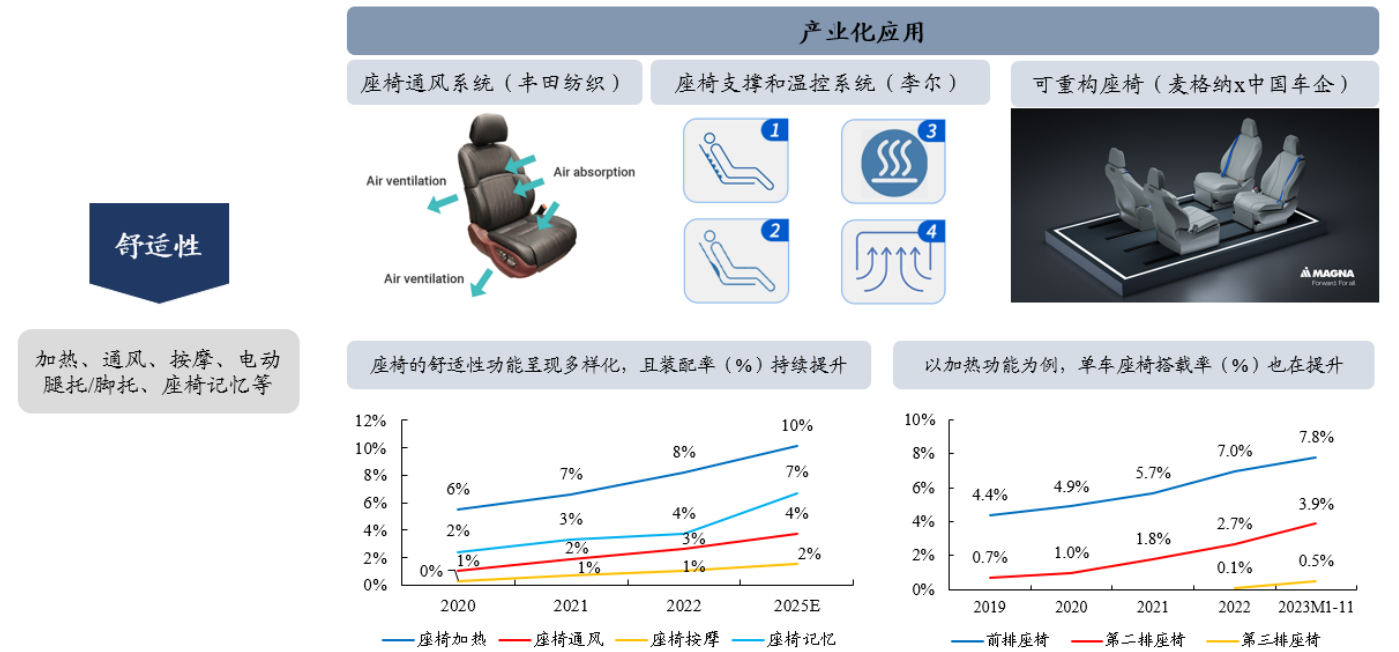 产业化应用
座椅通风系统（丰田纺织）
座椅支撑和温控系统（李尔）
可重构座椅（麦格纳x中国车企）
Air ventilation
Air absorption
Air ventilation
1
3
2
4
MAGNA
Forward. For all.
舒适性
加热、通风、按摩、电动
腿托/脚托、座椅记忆等
座椅的舒适性功能呈现多样化，且装配率（%）持续提升
12%
10%
8%
6%
4%
2%
0%
6%
7%
8%
10%
2%
3%
4%
7%
1%
2%
3%
4%
0%
1%
1%
2%
2020
2021
2022
2025E
座椅加热
座椅通风
座椅按摩
座椅记忆
以加热功能为例，单车座椅搭载率（%）也在提升
10%
8%
6%
4%
2%
0%
4.4%
4.9%
5.7%
7.0%
7.8%
0.7%
1.0%
1.8%
2.7%
3.9%
0.1%
0.5%
2019
2020
2021
2022
2023M1-11
前排座椅
第二排座椅
第三排座椅